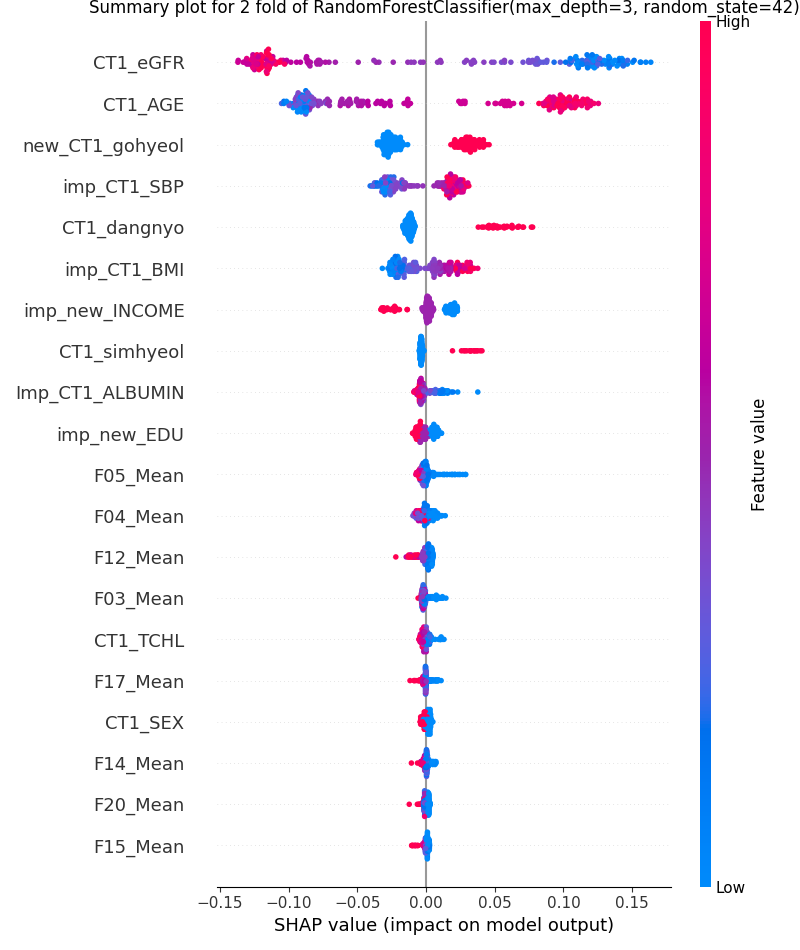 Summary plot for 2 fold of RandomForestClassifier(max_depth=3, random_state=42)
High
CT1_eGFR
CT1_AGE
new_CT1_gohyeol
imp_CT1_SBP
CT1_dangnyo
imp_CT1_BMI
imp_new_INCOME
CT1_simhyeol
Imp_CT1_ALBUMIN
imp_new_EDU
F05_Mean
F04_Mean
F12_Mean
F03_Mean
CT1_TCHL
F17_Mean
CT1_SEX
F14_Mean
F20_Mean
F15_Mean
Feature value
Low
−0.15 −0.10 −0.05 0.00 0.05 0.10 0.15
SHAP value (impact on model output)